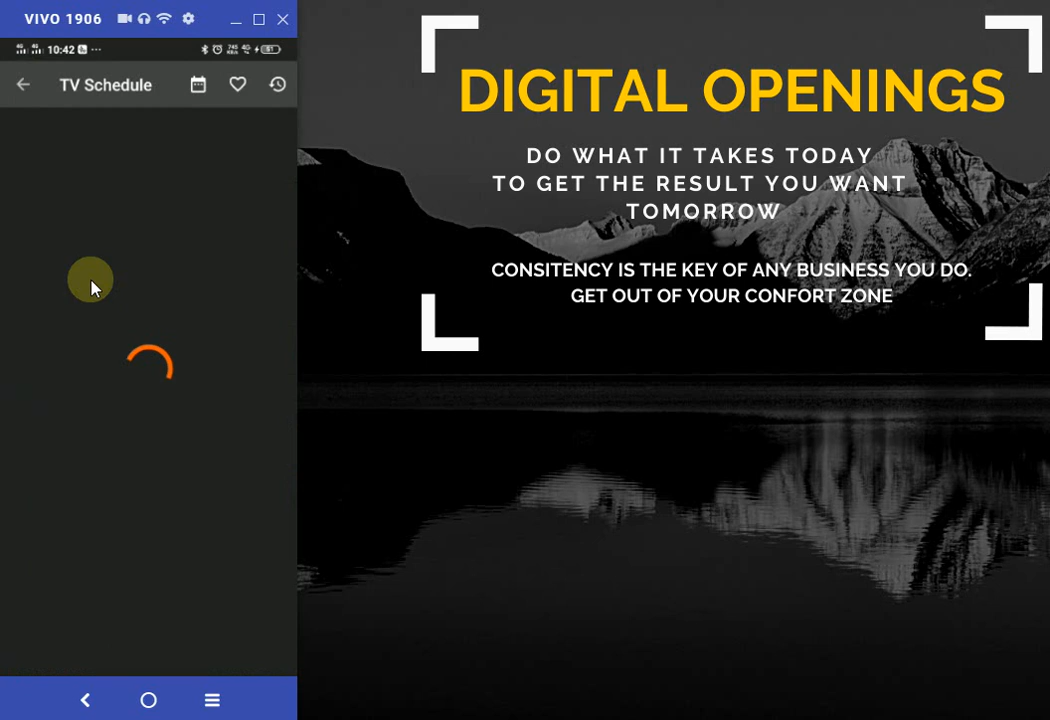 VIVO 1906
10:42
TV Schedule
DIGITAL OPENINGS
DO WHAT IT TAKES TODAY
TO GET THE RESULT YOU WANT
TOMORROW
CONSITENCY IS THE KEY OF ANY BUSINESS YOU DO.
GET OUT OF YOUR CONFORT ZONE